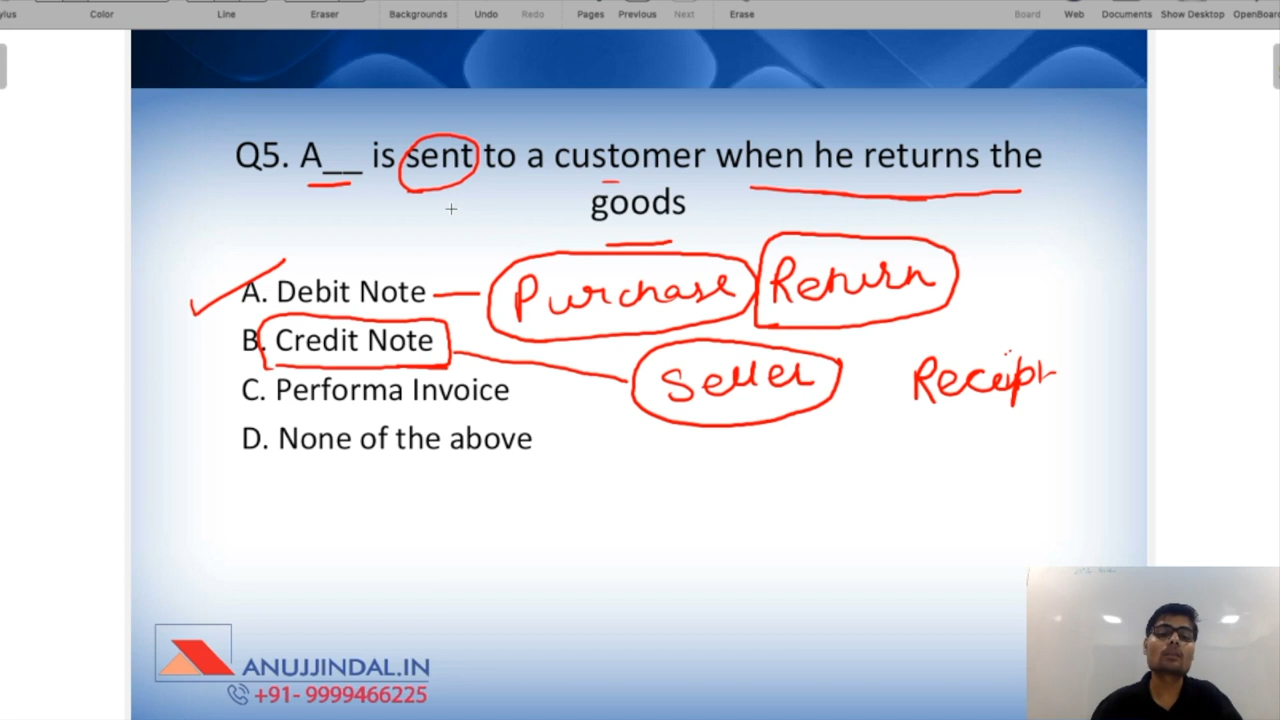 ylus Color Line Eraser Backgrounds Undo Redo Pages Previous Next Erase Board Web Documents Show Desktop OpenBoar
Q5. A__ is sent to a customer when he returns the
goods
A. Debit Note Purchase Return
B. Credit Note
Seller Receipt
C. Performa Invoice
D. None of the above
ANUJJINDAL.IN
+91- 9999466225